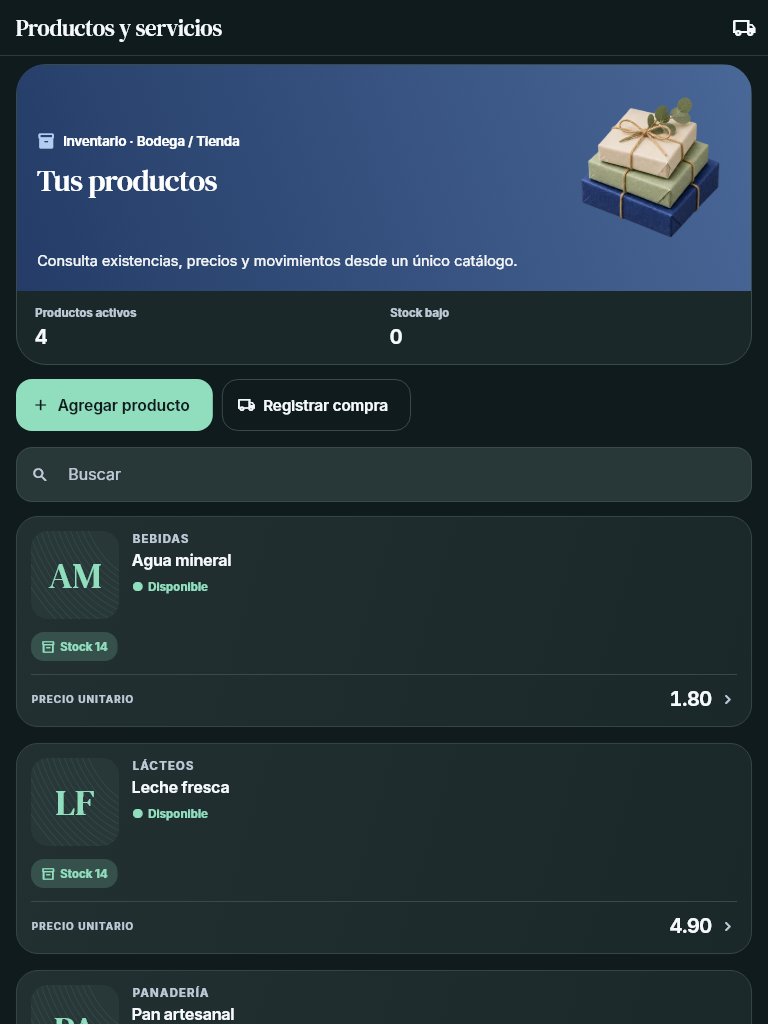 Productos y servicios
Inventario · Bodega / Tienda
Tus productos
Consulta existencias, precios y movimientos desde un único catálogo.
Productos activos
4
Stock bajo
0
Agregar producto
Registrar compra
Buscar
AM
BEBIDAS
Agua mineral
Disponible
Stock 14
PRECIO UNITARIO
1.80
LF
LÁCTEOS
Leche fresca
Disponible
Stock 14
PRECIO UNITARIO
4.90
PA
PANADERÍA
Pan artesanal